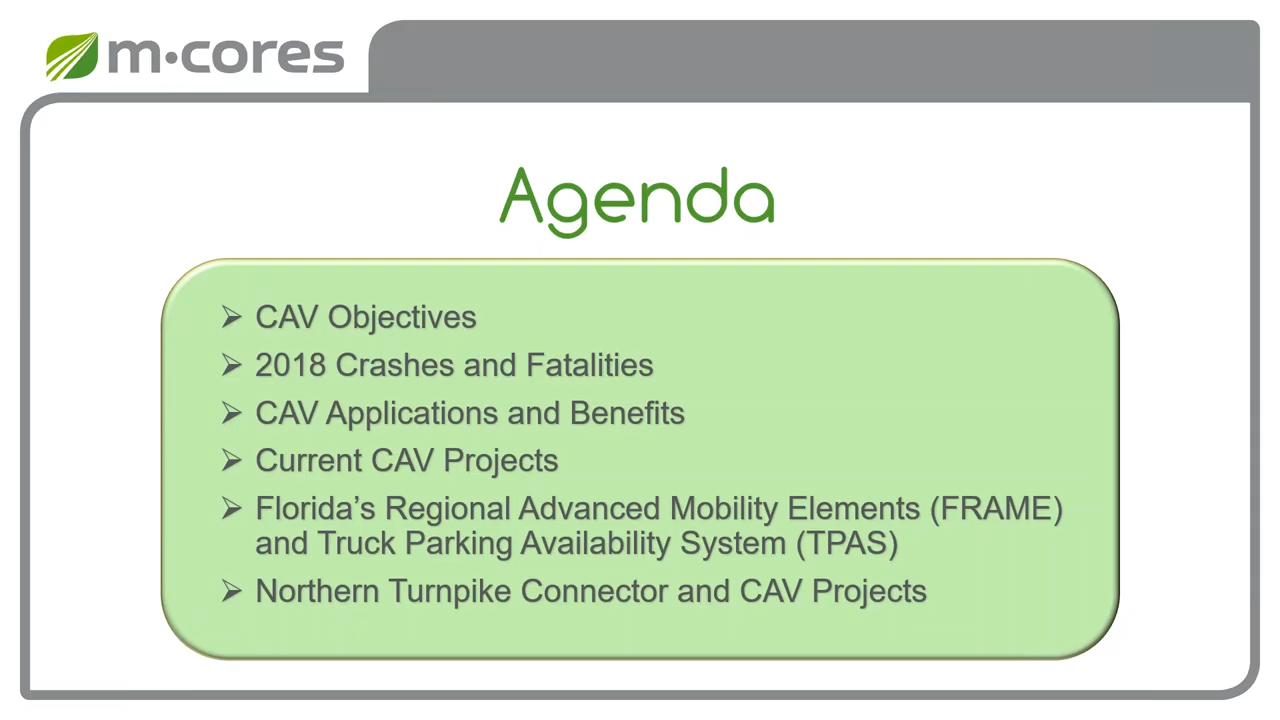 m·cores
Agenda
➢ CAV Objectives
➢ 2018 Crashes and Fatalities
➢ CAV Applications and Benefits
➢ Current CAV Projects
➢ Florida’s Regional Advanced Mobility Elements (FRAME)
and Truck Parking Availability System (TPAS)
➢ Northern Turnpike Connector and CAV Projects